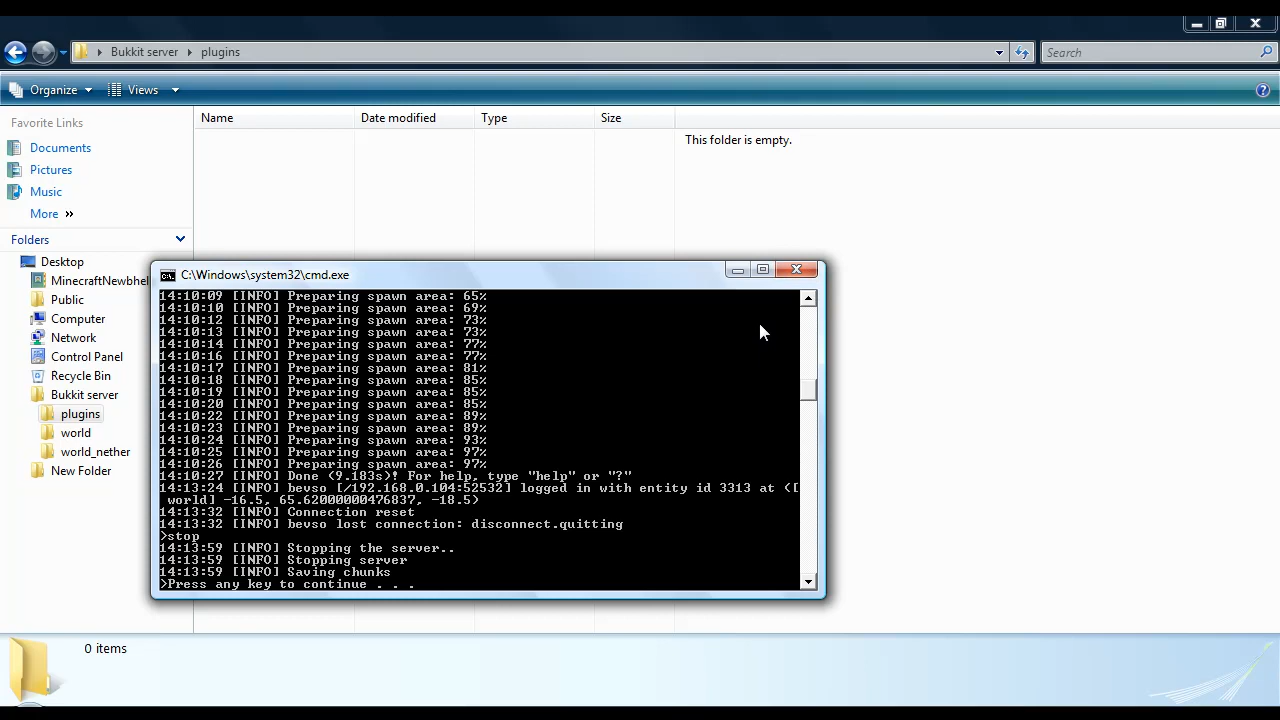 Bukkit server ▸ plugins
Search
Organize
Views
Favorite Links
Documents
Pictures
Music
More »
Folders
Desktop
MinecraftNewbhel
Public
Computer
Network
Control Panel
Recycle Bin
Bukkit server
plugins
world
world_nether
New Folder
Name Date modified Type Size
This folder is empty.
C:\Windows\system32\cmd.exe
14:10:09 [INFO] Preparing spawn area: 65%
14:10:10 [INFO] Preparing spawn area: 69%
14:10:12 [INFO] Preparing spawn area: 73%
14:10:13 [INFO] Preparing spawn area: 73%
14:10:14 [INFO] Preparing spawn area: 77%
14:10:16 [INFO] Preparing spawn area: 77%
14:10:17 [INFO] Preparing spawn area: 81%
14:10:18 [INFO] Preparing spawn area: 85%
14:10:19 [INFO] Preparing spawn area: 85%
14:10:20 [INFO] Preparing spawn area: 85%
14:10:22 [INFO] Preparing spawn area: 89%
14:10:23 [INFO] Preparing spawn area: 89%
14:10:24 [INFO] Preparing spawn area: 93%
14:10:25 [INFO] Preparing spawn area: 97%
14:10:26 [INFO] Preparing spawn area: 97%
14:10:27 [INFO] Done (9.183s)! For help, type "help" or "?"
14:13:24 [INFO] bevso [/192.168.0.104:52532] logged in with entity id 3313 at ([
world] -16.5, 65.62000000476837, -18.5)
14:13:32 [INFO] Connection reset
14:13:32 [INFO] bevso lost connection: disconnect.quitting
>stop
14:13:59 [INFO] Stopping the server..
14:13:59 [INFO] Stopping server
14:13:59 [INFO] Saving chunks
>Press any key to continue . . .
0 items